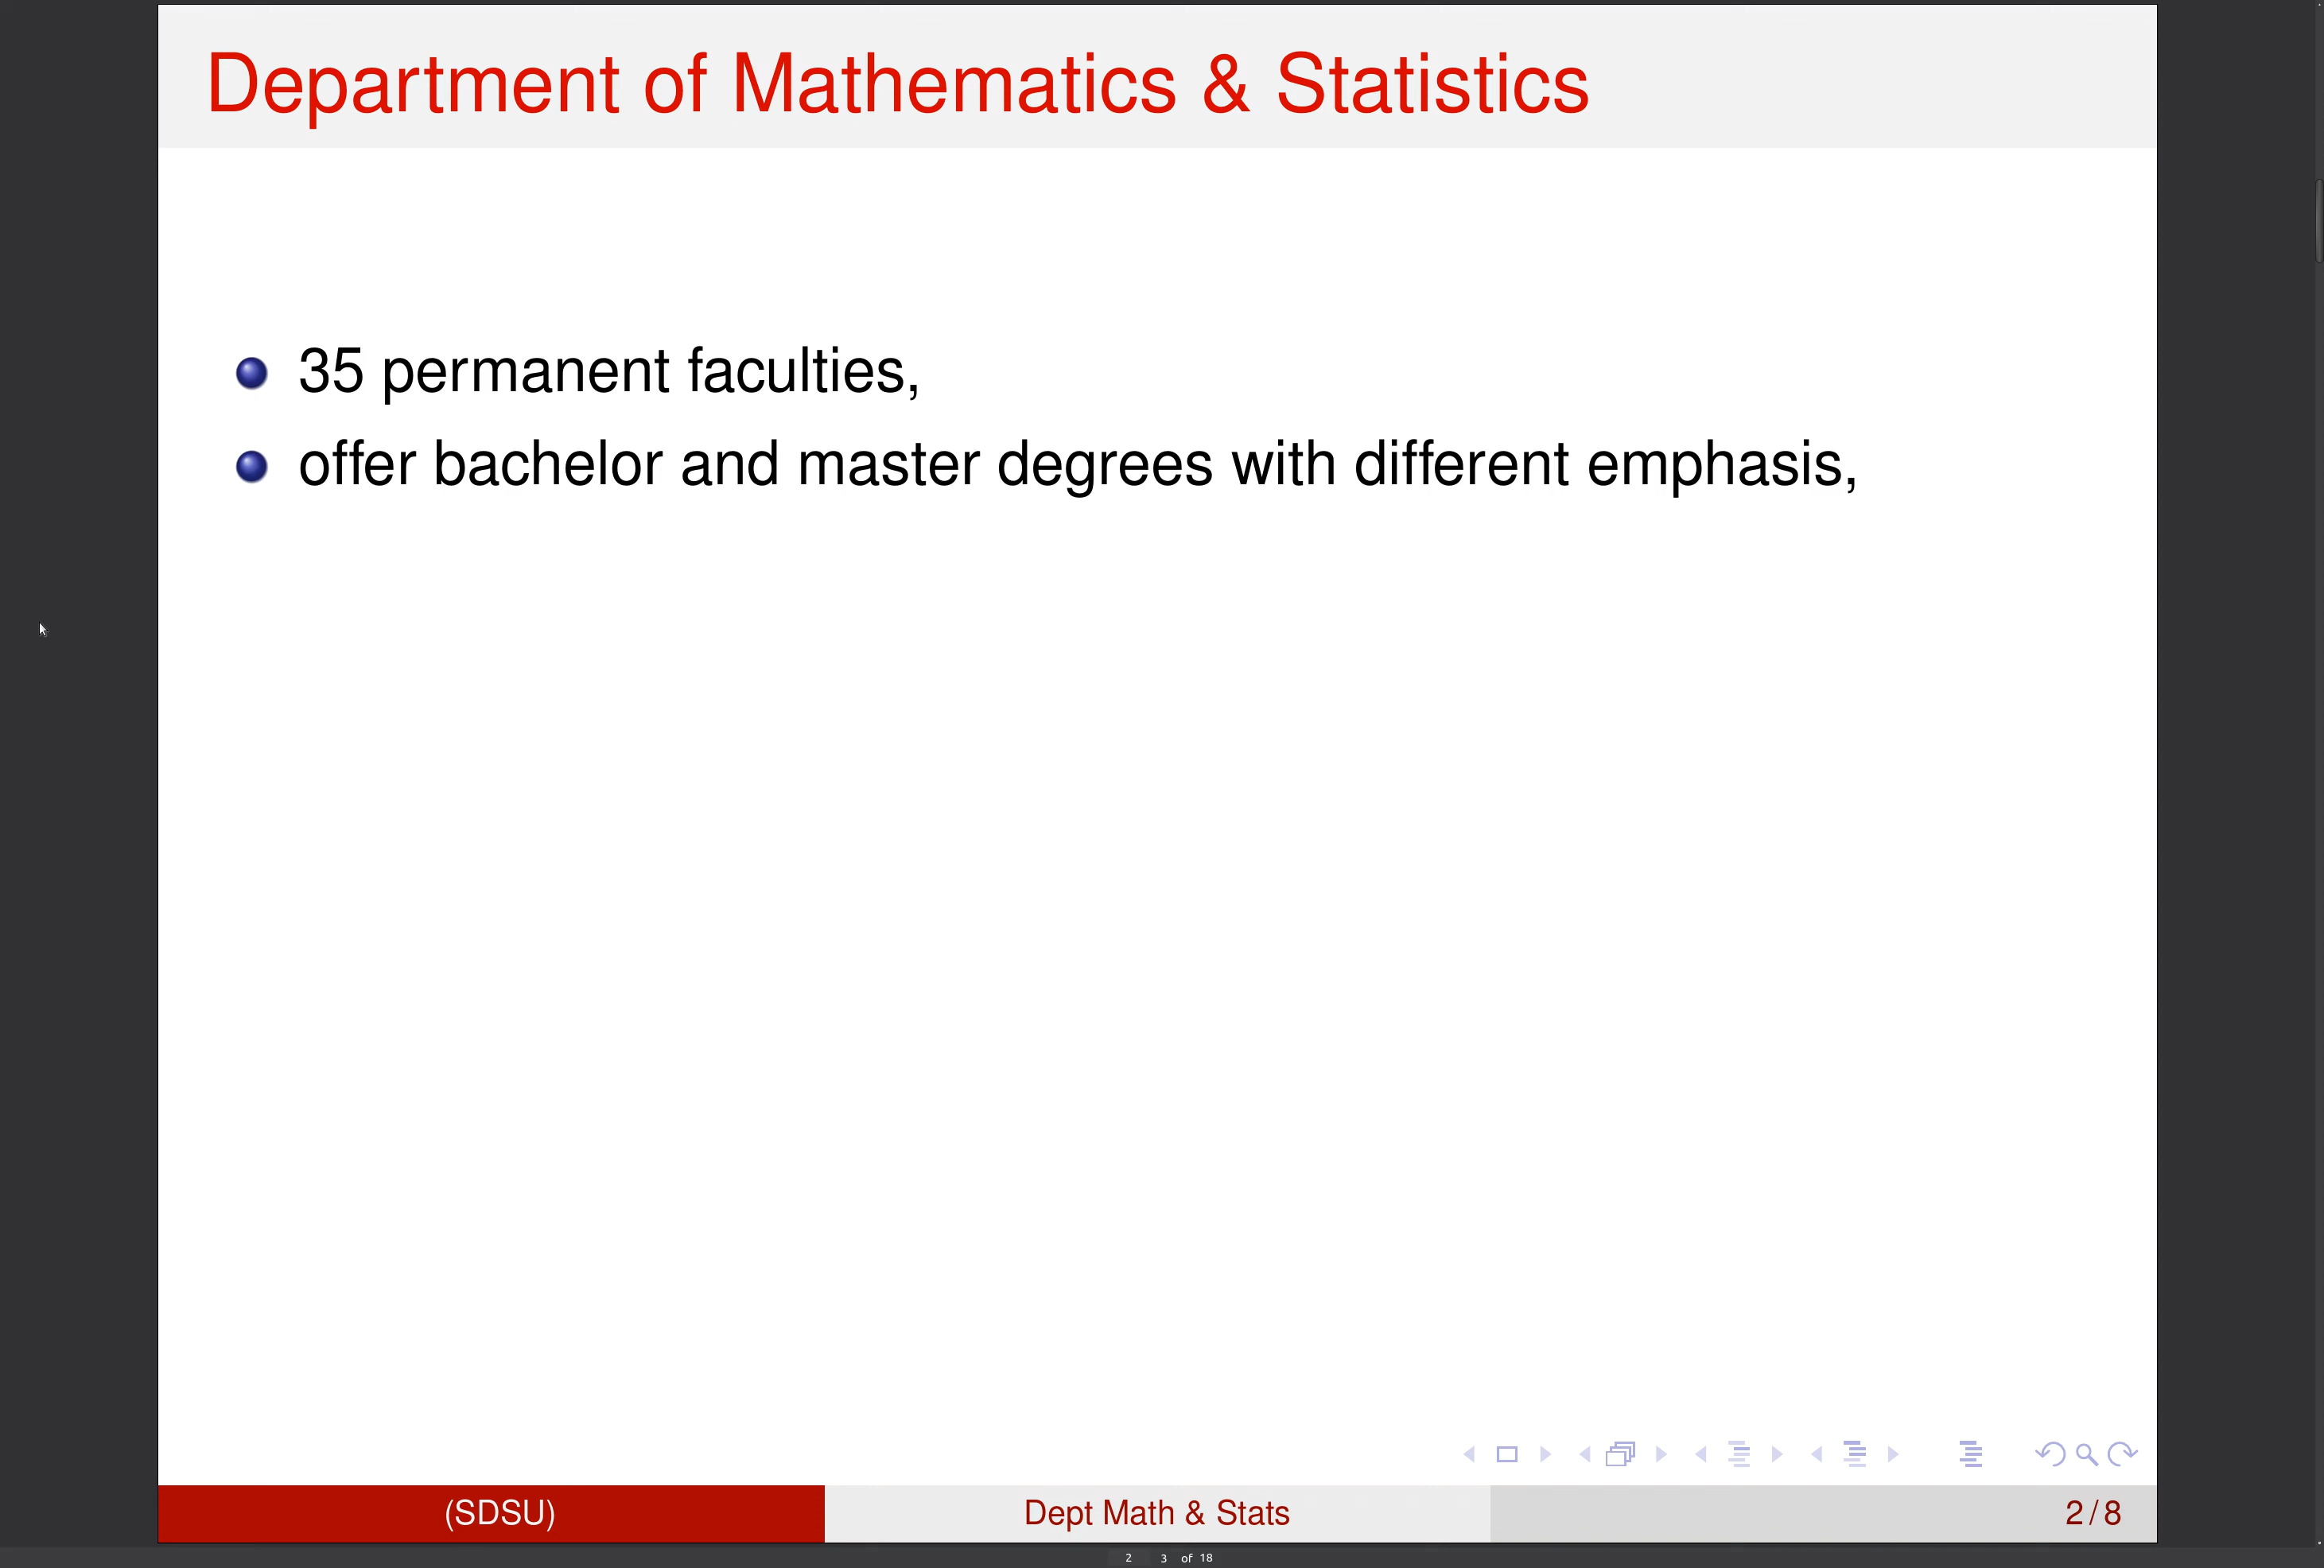 Department of Mathematics & Statistics
35 permanent faculties,
offer bachelor and master degrees with different emphasis,
(SDSU)
Dept Math & Stats
2/8
2 3 of 18